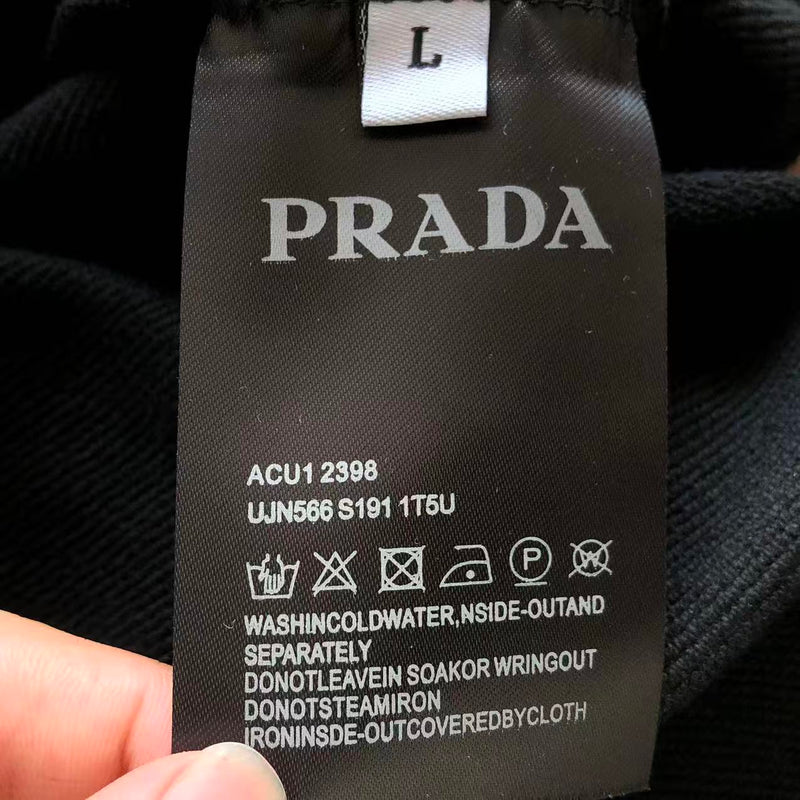 L
PRADA
ACU1 2398
UJN566 S191 1T5U
P W
WASHINCOLDWATER,NSIDE-OUTAND
SEPARATELY
DONOTLEAVEIN SOAKOR WRINGOUT
DONOTSTEAMIRON
IRONINSDE-OUTCOVEREDBYCLOTH